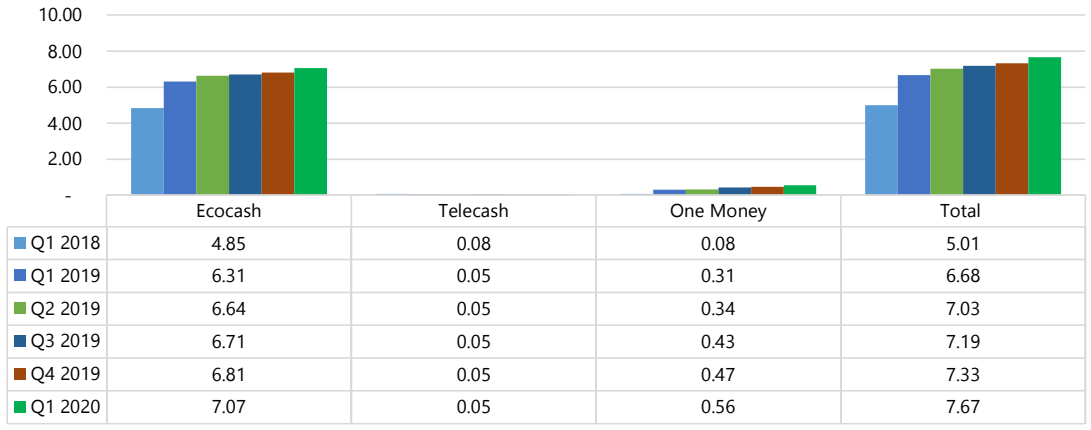 10.00
8.00
6.00
4.00
2.00
-
Ecocash Telecash One Money Total
Q1 2018 4.85 0.08 0.08 5.01
Q1 2019 6.31 0.05 0.31 6.68
Q2 2019 6.64 0.05 0.34 7.03
Q3 2019 6.71 0.05 0.43 7.19
Q4 2019 6.81 0.05 0.47 7.33
Q1 2020 7.07 0.05 0.56 7.67